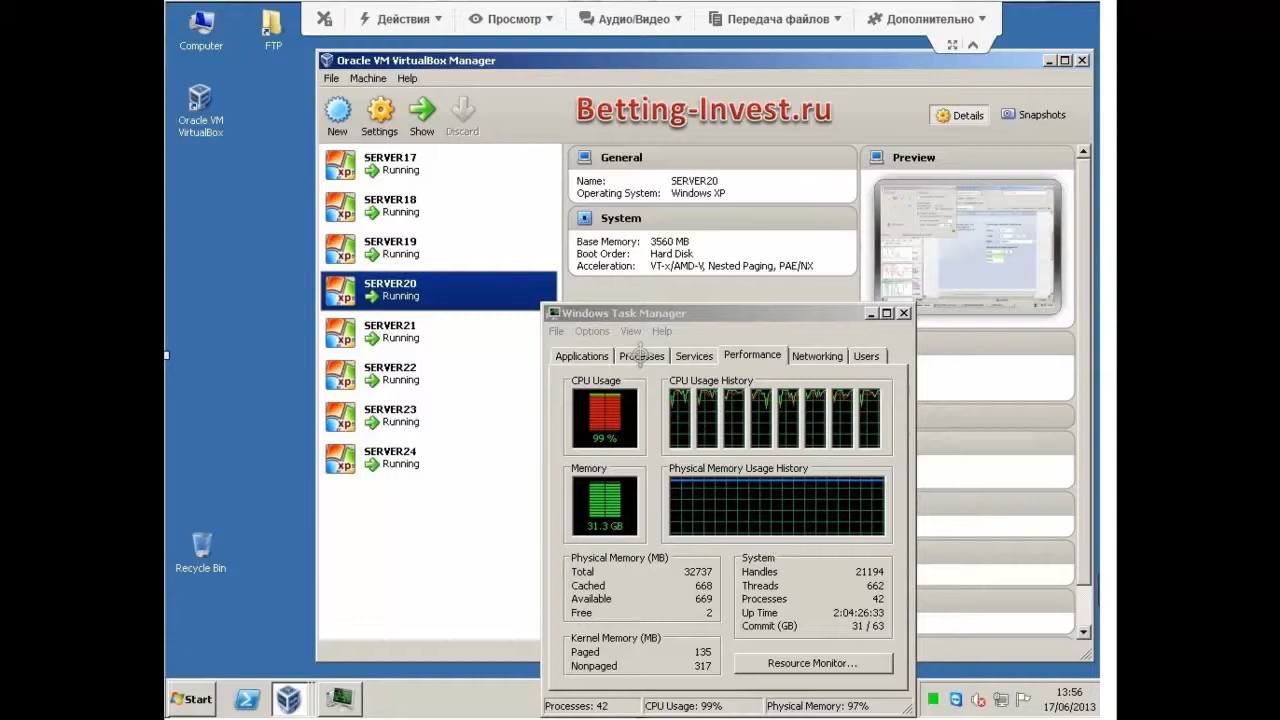 Действия
Просмотр
Аудио/Видео
Передача файлов
Дополнительно
Computer
FTP
Oracle VM
VirtualBox
Recycle Bin
Oracle VM VirtualBox Manager
File Machine Help
New Settings Show Discard
Betting-Invest.ru
Details Snapshots
SERVER17
Running
SERVER18
Running
SERVER19
Running
SERVER20
Running
SERVER21
Running
SERVER22
Running
SERVER23
Running
SERVER24
Running
General
Name: SERVER20
Operating System: Windows XP
System
Base Memory: 3560 MB
Boot Order: Hard Disk
Acceleration: VT-x/AMD-V, Nested Paging, PAE/NX
Preview
Windows Task Manager
File Options View Help
Applications Processes Services Performance Networking Users
CPU Usage
99 %
CPU Usage History
Memory
31.3 GB
Physical Memory Usage History
Physical Memory (MB)
Total 32737
Cached 668
Available 669
Free 2
System
Handles 21194
Threads 662
Processes 42
Up Time 2:04:26:33
Commit (GB) 31 / 63
Kernel Memory (MB)
Paged 135
Nonpaged 317
Resource Monitor...
Processes: 42 CPU Usage: 99% Physical Memory: 97%
Start
13:56
17/06/2013